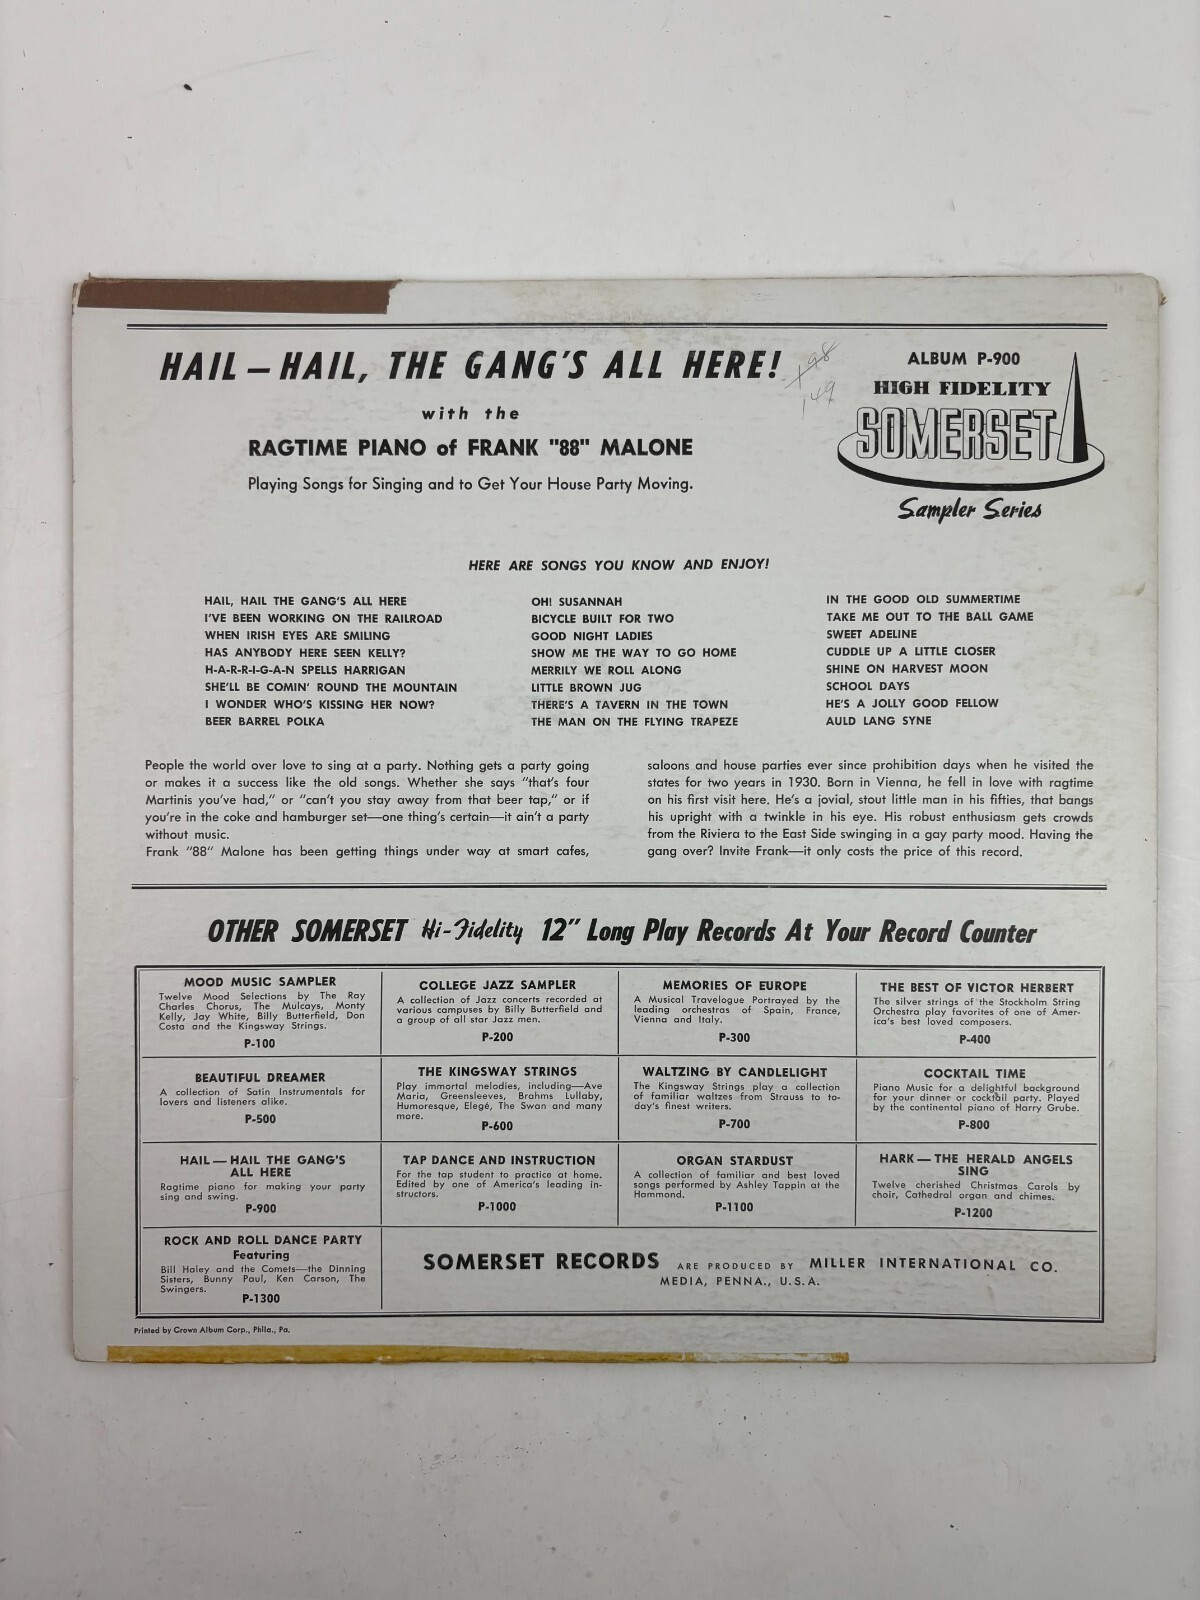 HAIL — HAIL, THE GANG'S ALL HERE!
with the
RAGTIME PIANO of FRANK "88" MALONE
Playing Songs for Singing and to Get Your House Party Moving.
198
149
ALBUM P-900
HIGH FIDELITY
SOMERSET
Sampler Series
HERE ARE SONGS YOU KNOW AND ENJOY!
HAIL, HAIL THE GANG'S ALL HERE
I'VE BEEN WORKING ON THE RAILROAD
WHEN IRISH EYES ARE SMILING
HAS ANYBODY HERE SEEN KELLY?
H-A-R-R-I-G-A-N SPELLS HARRIGAN
SHE'LL BE COMIN' ROUND THE MOUNTAIN
I WONDER WHO'S KISSING HER NOW?
BEER BARREL POLKA
OH! SUSANNAH
BICYCLE BUILT FOR TWO
GOOD NIGHT LADIES
SHOW ME THE WAY TO GO HOME
MERRILY WE ROLL ALONG
LITTLE BROWN JUG
THERE'S A TAVERN IN THE TOWN
THE MAN ON THE FLYING TRAPEZE
IN THE GOOD OLD SUMMERTIME
TAKE ME OUT TO THE BALL GAME
SWEET ADELINE
CUDDLE UP A LITTLE CLOSER
SHINE ON HARVEST MOON
SCHOOL DAYS
HE'S A JOLLY GOOD FELLOW
AULD LANG SYNE
People the world over love to sing at a party. Nothing gets a party going
or makes it a success like the old songs. Whether she says "that's four
Martinis you've had," or "can't you stay away from that beer tap," or if
you're in the coke and hamburger set—one thing's certain—it ain't a party
without music.
Frank "88" Malone has been getting things under way at smart cafes,
saloons and house parties ever since prohibition days when he visited the
states for two years in 1930. Born in Vienna, he fell in love with ragtime
on his first visit here. He's a jovial, stout little man in his fifties, that bangs
his upright with a twinkle in his eye. His robust enthusiasm gets crowds
from the Riviera to the East Side swinging in a gay party mood. Having the
gang over? Invite Frank—it only costs the price of this record.
OTHER SOMERSET Hi-Fidelity 12" Long Play Records At Your Record Counter
MOOD MUSIC SAMPLER
Twelve Mood Selections by The Ray
Charles Chorus, The Mulcays, Monty
Kelly, Jay White, Billy Butterfield, Don
Costa and the Kingsway Strings.
P-100
COLLEGE JAZZ SAMPLER
A collection of Jazz concerts recorded at
various campuses by Billy Butterfield and
a group of all star Jazz men.
P-200
MEMORIES OF EUROPE
A Musical Travelogue Portrayed by the
leading orchestras of Spain, France,
Vienna and Italy.
P-300
THE BEST OF VICTOR HERBERT
The silver strings of the Stockholm String
Orchestra play favorites of one of Amer-
ica's best loved composers.
P-400
BEAUTIFUL DREAMER
A collection of Satin Instrumentals for
lovers and listeners alike.
P-500
THE KINGSWAY STRINGS
Play immortal melodies, including—Ave
Maria, Greensleeves, Brahms Lullaby,
Humoresque, Elegé, The Swan and many
more.
P-600
WALTZING BY CANDLELIGHT
The Kingsway Strings play a collection
of familiar waltzes from Strauss to to-
day's finest writers.
P-700
COCKTAIL TIME
Piano Music for a delightful background
for your dinner or cocktail party. Played
by the continental piano of Harry Grube.
P-800
HAIL — HAIL THE GANG'S
ALL HERE
Ragtime piano for making your party
sing and swing.
P-900
TAP DANCE AND INSTRUCTION
For the tap student to practice at home.
Edited by one of America's leading in-
structors.
P-1000
ORGAN STARDUST
A collection of familiar and best loved
songs performed by Ashley Tappin at the
Hammond.
P-1100
HARK — THE HERALD ANGELS
SING
Twelve cherished Christmas Carols by
choir, Cathedral organ and chimes.
P-1200
ROCK AND ROLL DANCE PARTY
Featuring
Bill Haley and the Comets—the Dinning
Sisters, Bunny Paul, Ken Carson, The
Swingers.
P-1300
SOMERSET RECORDS ARE PRODUCED BY MILLER INTERNATIONAL CO.
MEDIA, PENNA., U.S.A.
Printed by Crown Album Corp., Phila., Pa.